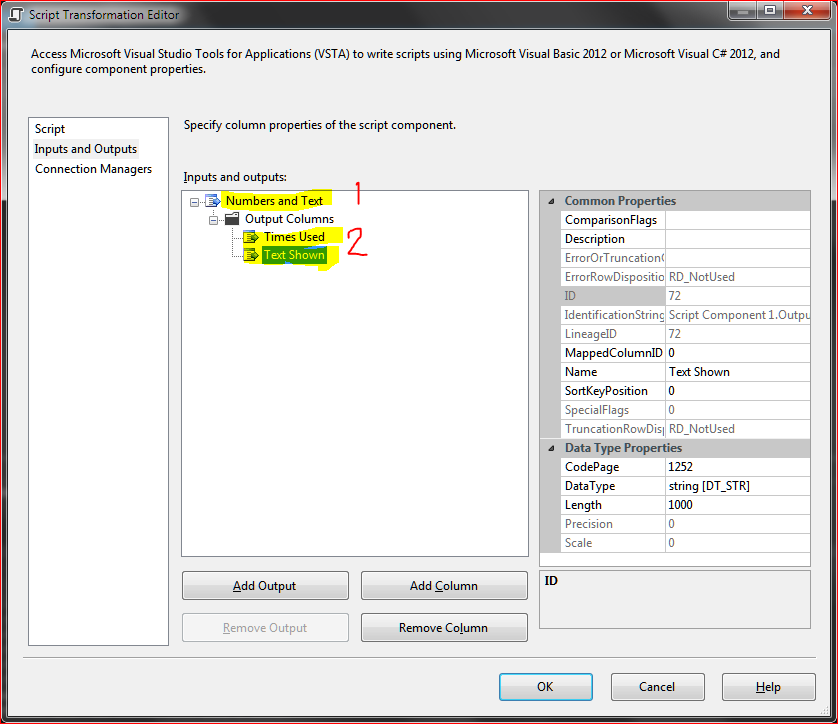 Script Transformation Editor
Access Microsoft Visual Studio Tools for Applications (VSTA) to write scripts using Microsoft Visual Basic 2012 or Microsoft Visual C# 2012, and
configure component properties.
Script
Inputs and Outputs
Connection Managers
Specify column properties of the script component.
Inputs and outputs:
Numbers and Text
1
Output Columns
Times Used
Text Shown
2
Common Properties
ComparisonFlags
Description
ErrorOrTruncationO
ErrorRowDispositio RD_NotUsed
ID 72
IdentificationString Script Component 1.Outpu
LineageID 72
MappedColumnID 0
Name Text Shown
SortKeyPosition 0
SpecialFlags 0
TruncationRowDisp RD_NotUsed
Data Type Properties
CodePage 1252
DataType string [DT_STR]
Length 1000
Precision 0
Scale 0
Add Output
Add Column
Remove Output
Remove Column
ID
OK
Cancel
Help